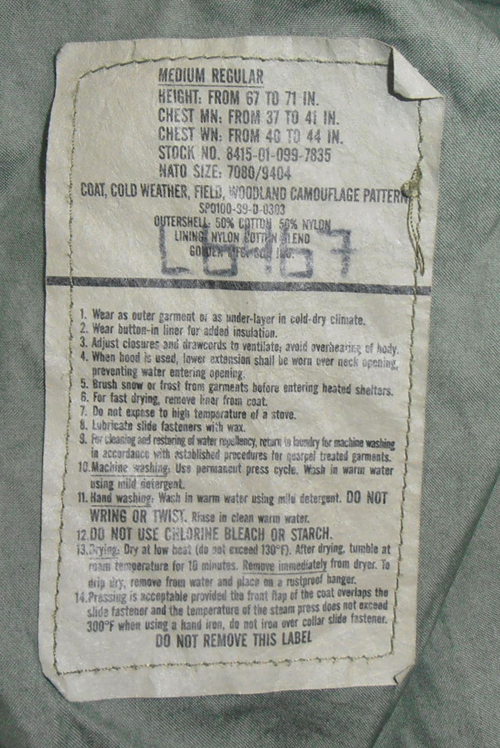 MEDIUM REGULAR
HEIGHT: FROM 67 TO 71 IN.
CHEST MN: FROM 37 TO 41 IN.
CHEST WN: FROM 40 TO 44 IN.
STOCK NO. 8415-01-099-7835
NATO SIZE: 7080/9404
COAT, COLD WEATHER, FIELD, WOODLAND CAMOUFLAGE PATTERN
SPO100-99-D-0303
OUTERSHELL, 50% COTTON 50% NYLON
LINING, NYLON COTTON BLEND
GOLDEN MFG. CO., INC.
1. Wear as outer garment or as under-layer in cold-dry climate.
2. Wear button-in liner for added insulation.
3. Adjust closures and drawcords to ventilate; avoid overheating of body.
4. When hood is used, lower extension shall be worn over neck opening,
preventing water entering opening.
5. Brush snow or frost from garments before entering heated shelters.
6. For fast drying, remove liner from coat.
7. Do not expose to high temperature of a stove.
8. Lubricate slide fasteners with wax.
9. For cleaning and restoring of water repellency, return to laundry for machine washing
in accordance with established procedures for quarpel treated garments.
10. Machine washing: Use permanent press cycle. Wash in warm water
using mild detergent.
11. Hand washing: Wash in warm water using mild detergent. DO NOT
WRING OR TWIST. Rinse in clean warm water.
12. DO NOT USE CHLORINE BLEACH OR STARCH.
13. Drying: Dry at low heat (do not exceed 130°F). After drying, tumble at
room temperature for 10 minutes. Remove immediately from dryer. To
drip dry, remove from water and place on a rustproof hanger.
14. Pressing is acceptable provided the front flap of the coat overlaps the
slide fastener and the temperature of the steam press does not exceed
300°F when using a hand iron, do not iron over collar slide fastener.
DO NOT REMOVE THIS LABEL